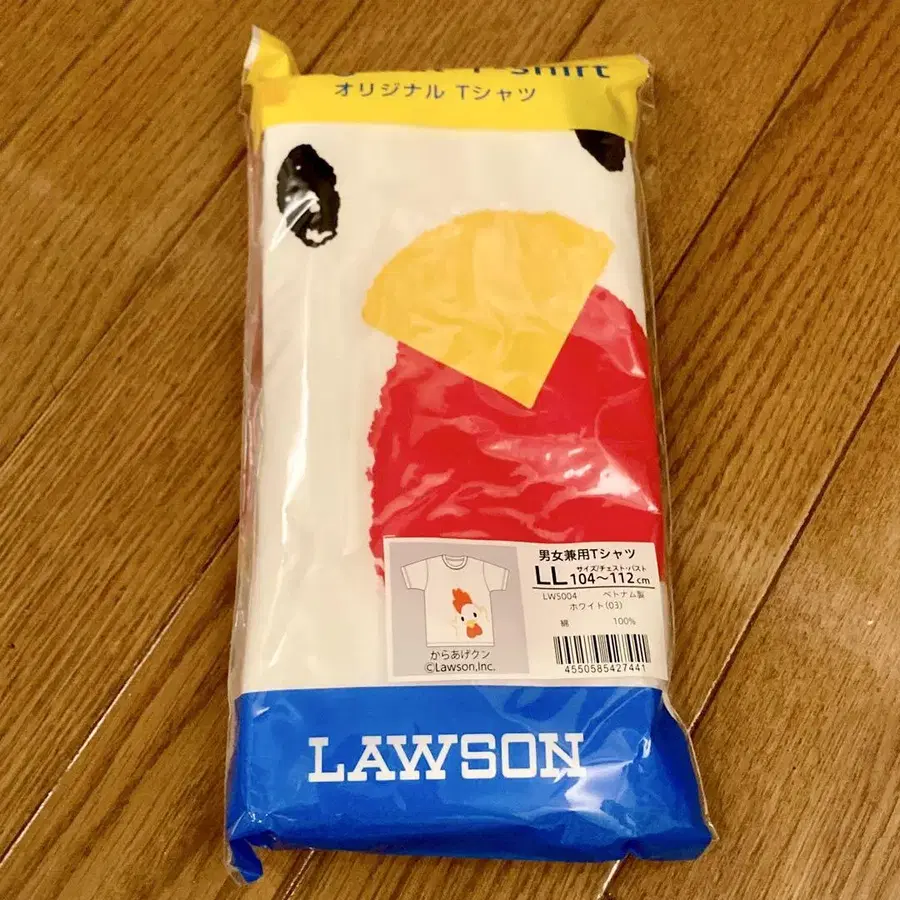 T-shirt
オリジナル Tシャツ
男女兼用Tシャツ
LL サイズ/チェスト・バスト
104〜112cm
LWS004 ベトナム製
ホワイト(03)
綿 100%
4550585427441
からあげクン
©Lawson,Inc.
LAWSON